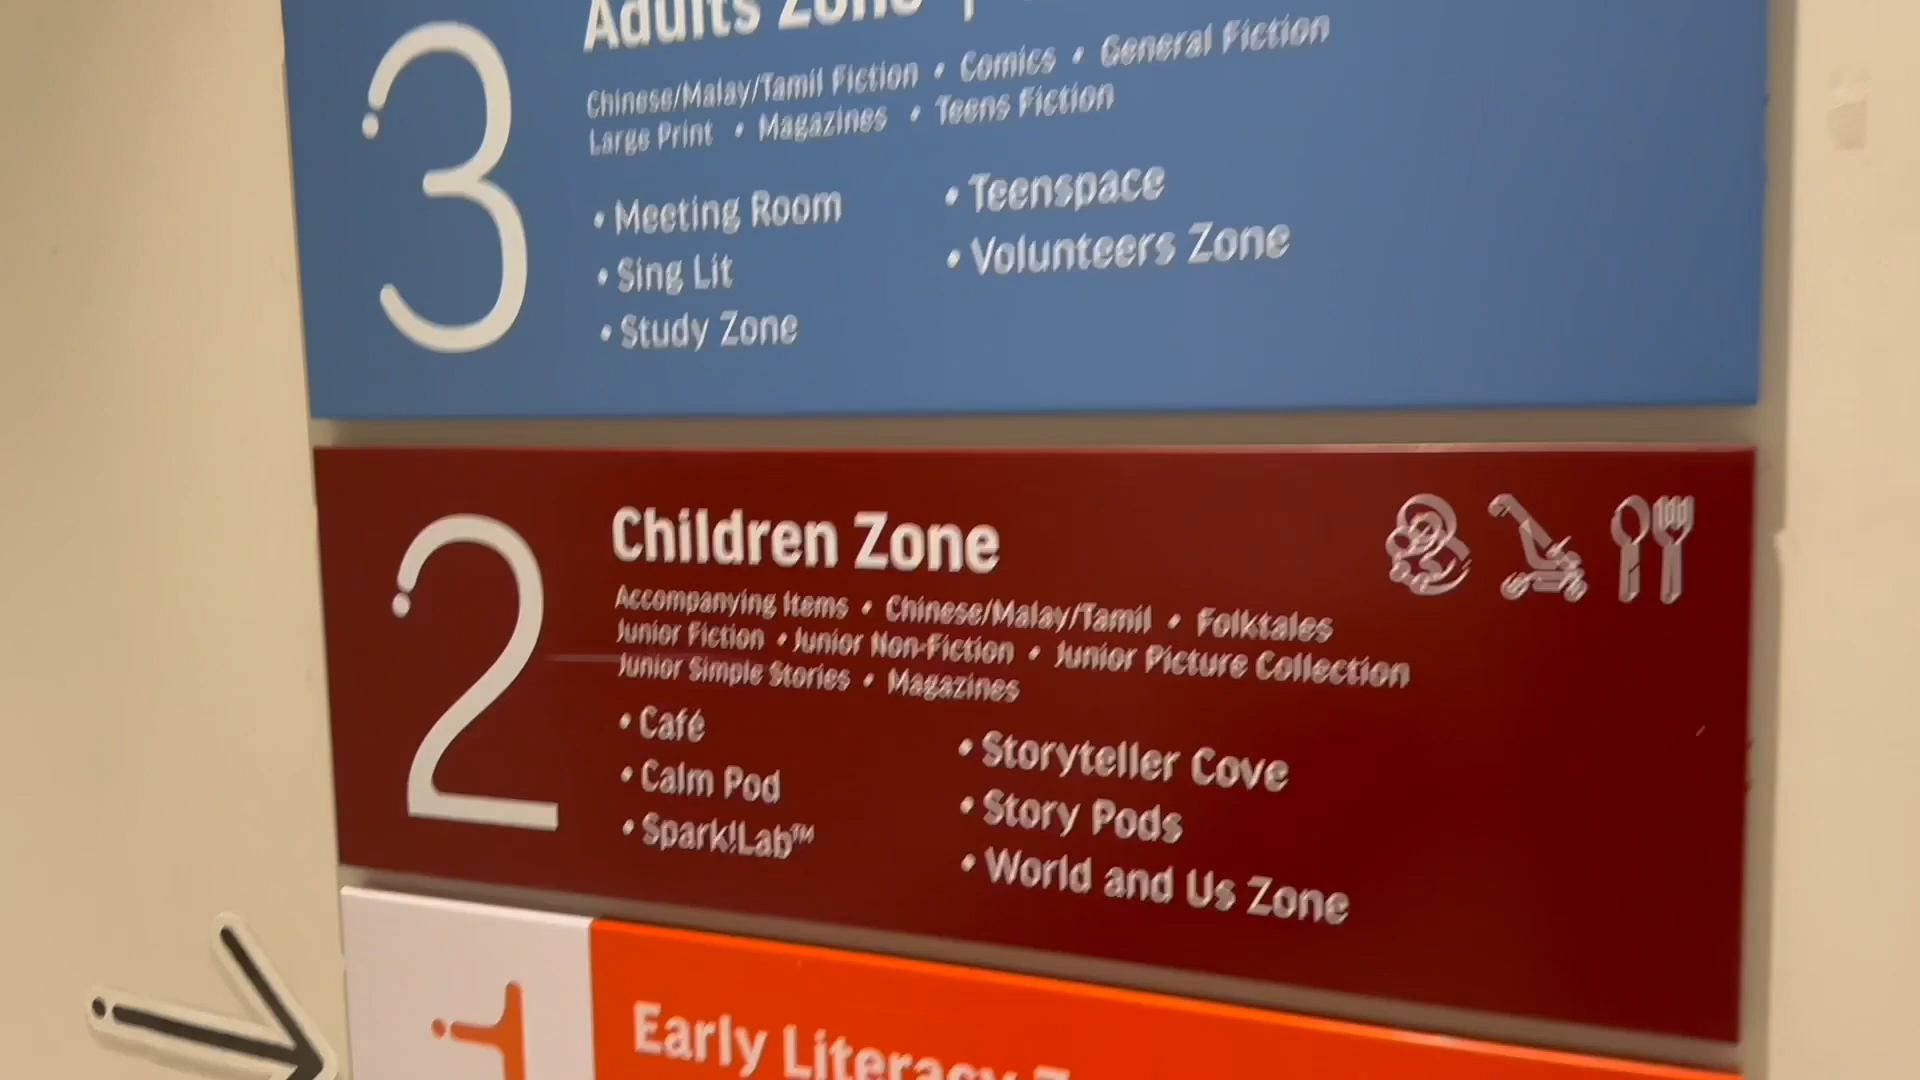 3
Adults Zone
Chinese/Malay/Tamil Fiction • Comics • General Fiction
Large Print • Magazines • Teens Fiction
• Meeting Room
• Sing Lit
• Study Zone
• Teenspace
• Volunteers Zone
2
Children Zone
Accompanying Items • Chinese/Malay/Tamil • Folktales
Junior Fiction • Junior Non-Fiction • Junior Picture Collection
Junior Simple Stories • Magazines
• Café
• Calm Pod
• Spark!Lab™
• Storyteller Cove
• Story Pods
• World and Us Zone
1
Early Literacy